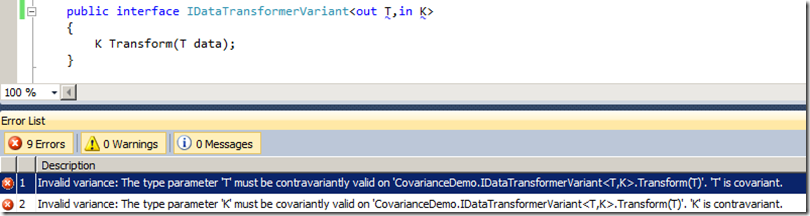 public interface IDataTransformerVariant<out T,in K>
{
K Transform(T data);
}
100 %
Error List
9 Errors 0 Warnings 0 Messages
Description
1 Invalid variance: The type parameter 'T' must be contravariantly valid on 'CovarianceDemo.IDataTransformerVariant<T,K>.Transform(T)'. 'T' is covariant.
2 Invalid variance: The type parameter 'K' must be covariantly valid on 'CovarianceDemo.IDataTransformerVariant<T,K>.Transform(T)'. 'K' is contravariant.